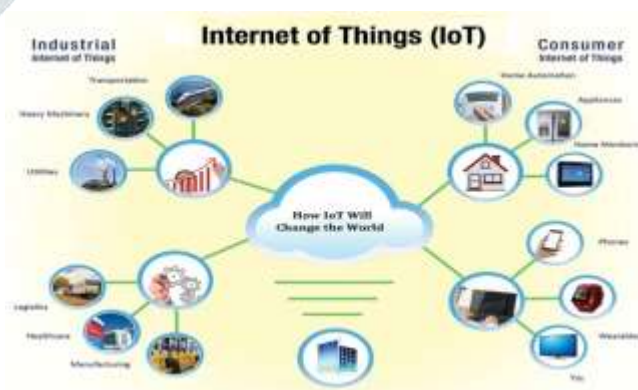 Internet of Things (IoT)
Industrial
Internet of Things
Consumer
Internet of Things
Transportation
Heavy Machinery
Utilities
Home Automation
Appliances
Home Monitoring
How IoT Will
Change the World
Logistics
Healthcare
Manufacturing
Phones
Wearables